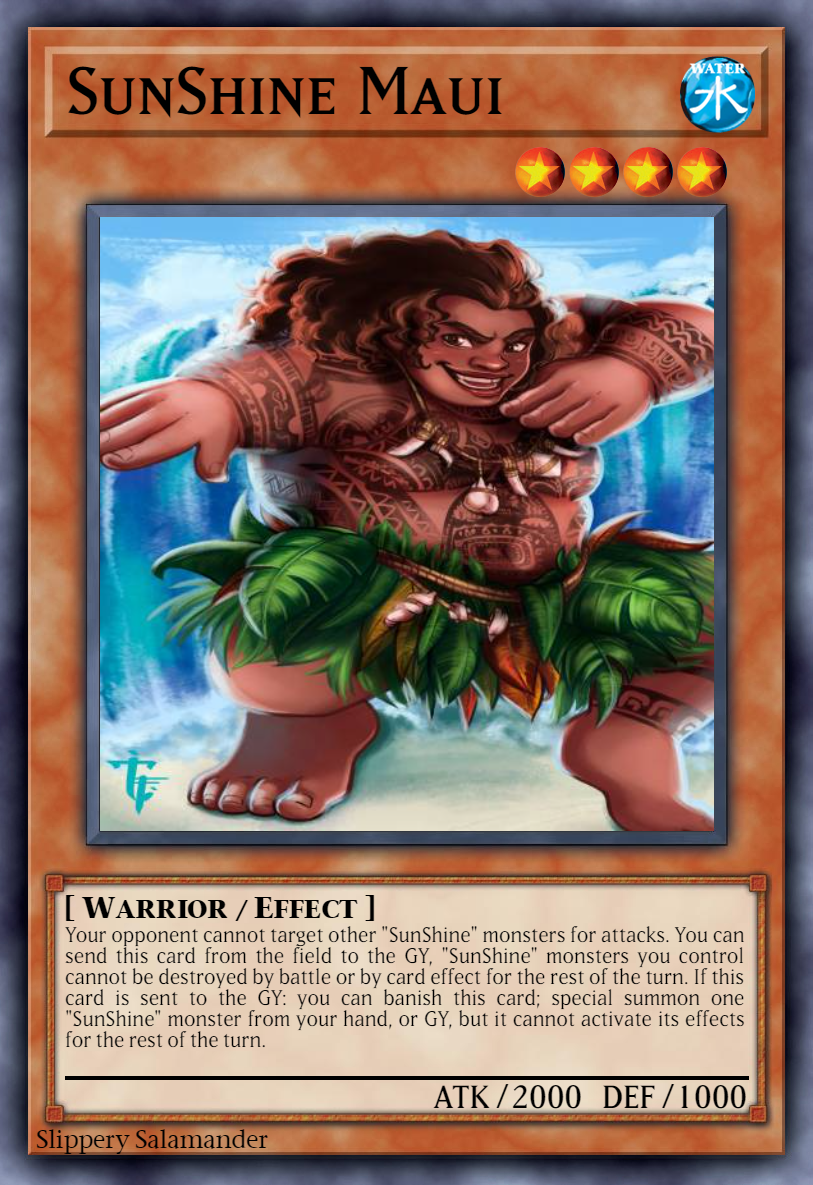 SunShine Maui
WATER
水
[ Warrior / Effect ]
Your opponent cannot target other "SunShine" monsters for attacks. You can
send this card from the field to the GY, "SunShine" monsters you control
cannot be destroyed by battle or by card effect for the rest of the turn. If this
card is sent to the GY: you can banish this card; special summon one
"SunShine" monster from your hand, or GY, but it cannot activate its effects
for the rest of the turn.
ATK/2000 DEF/1000
Slippery Salamander